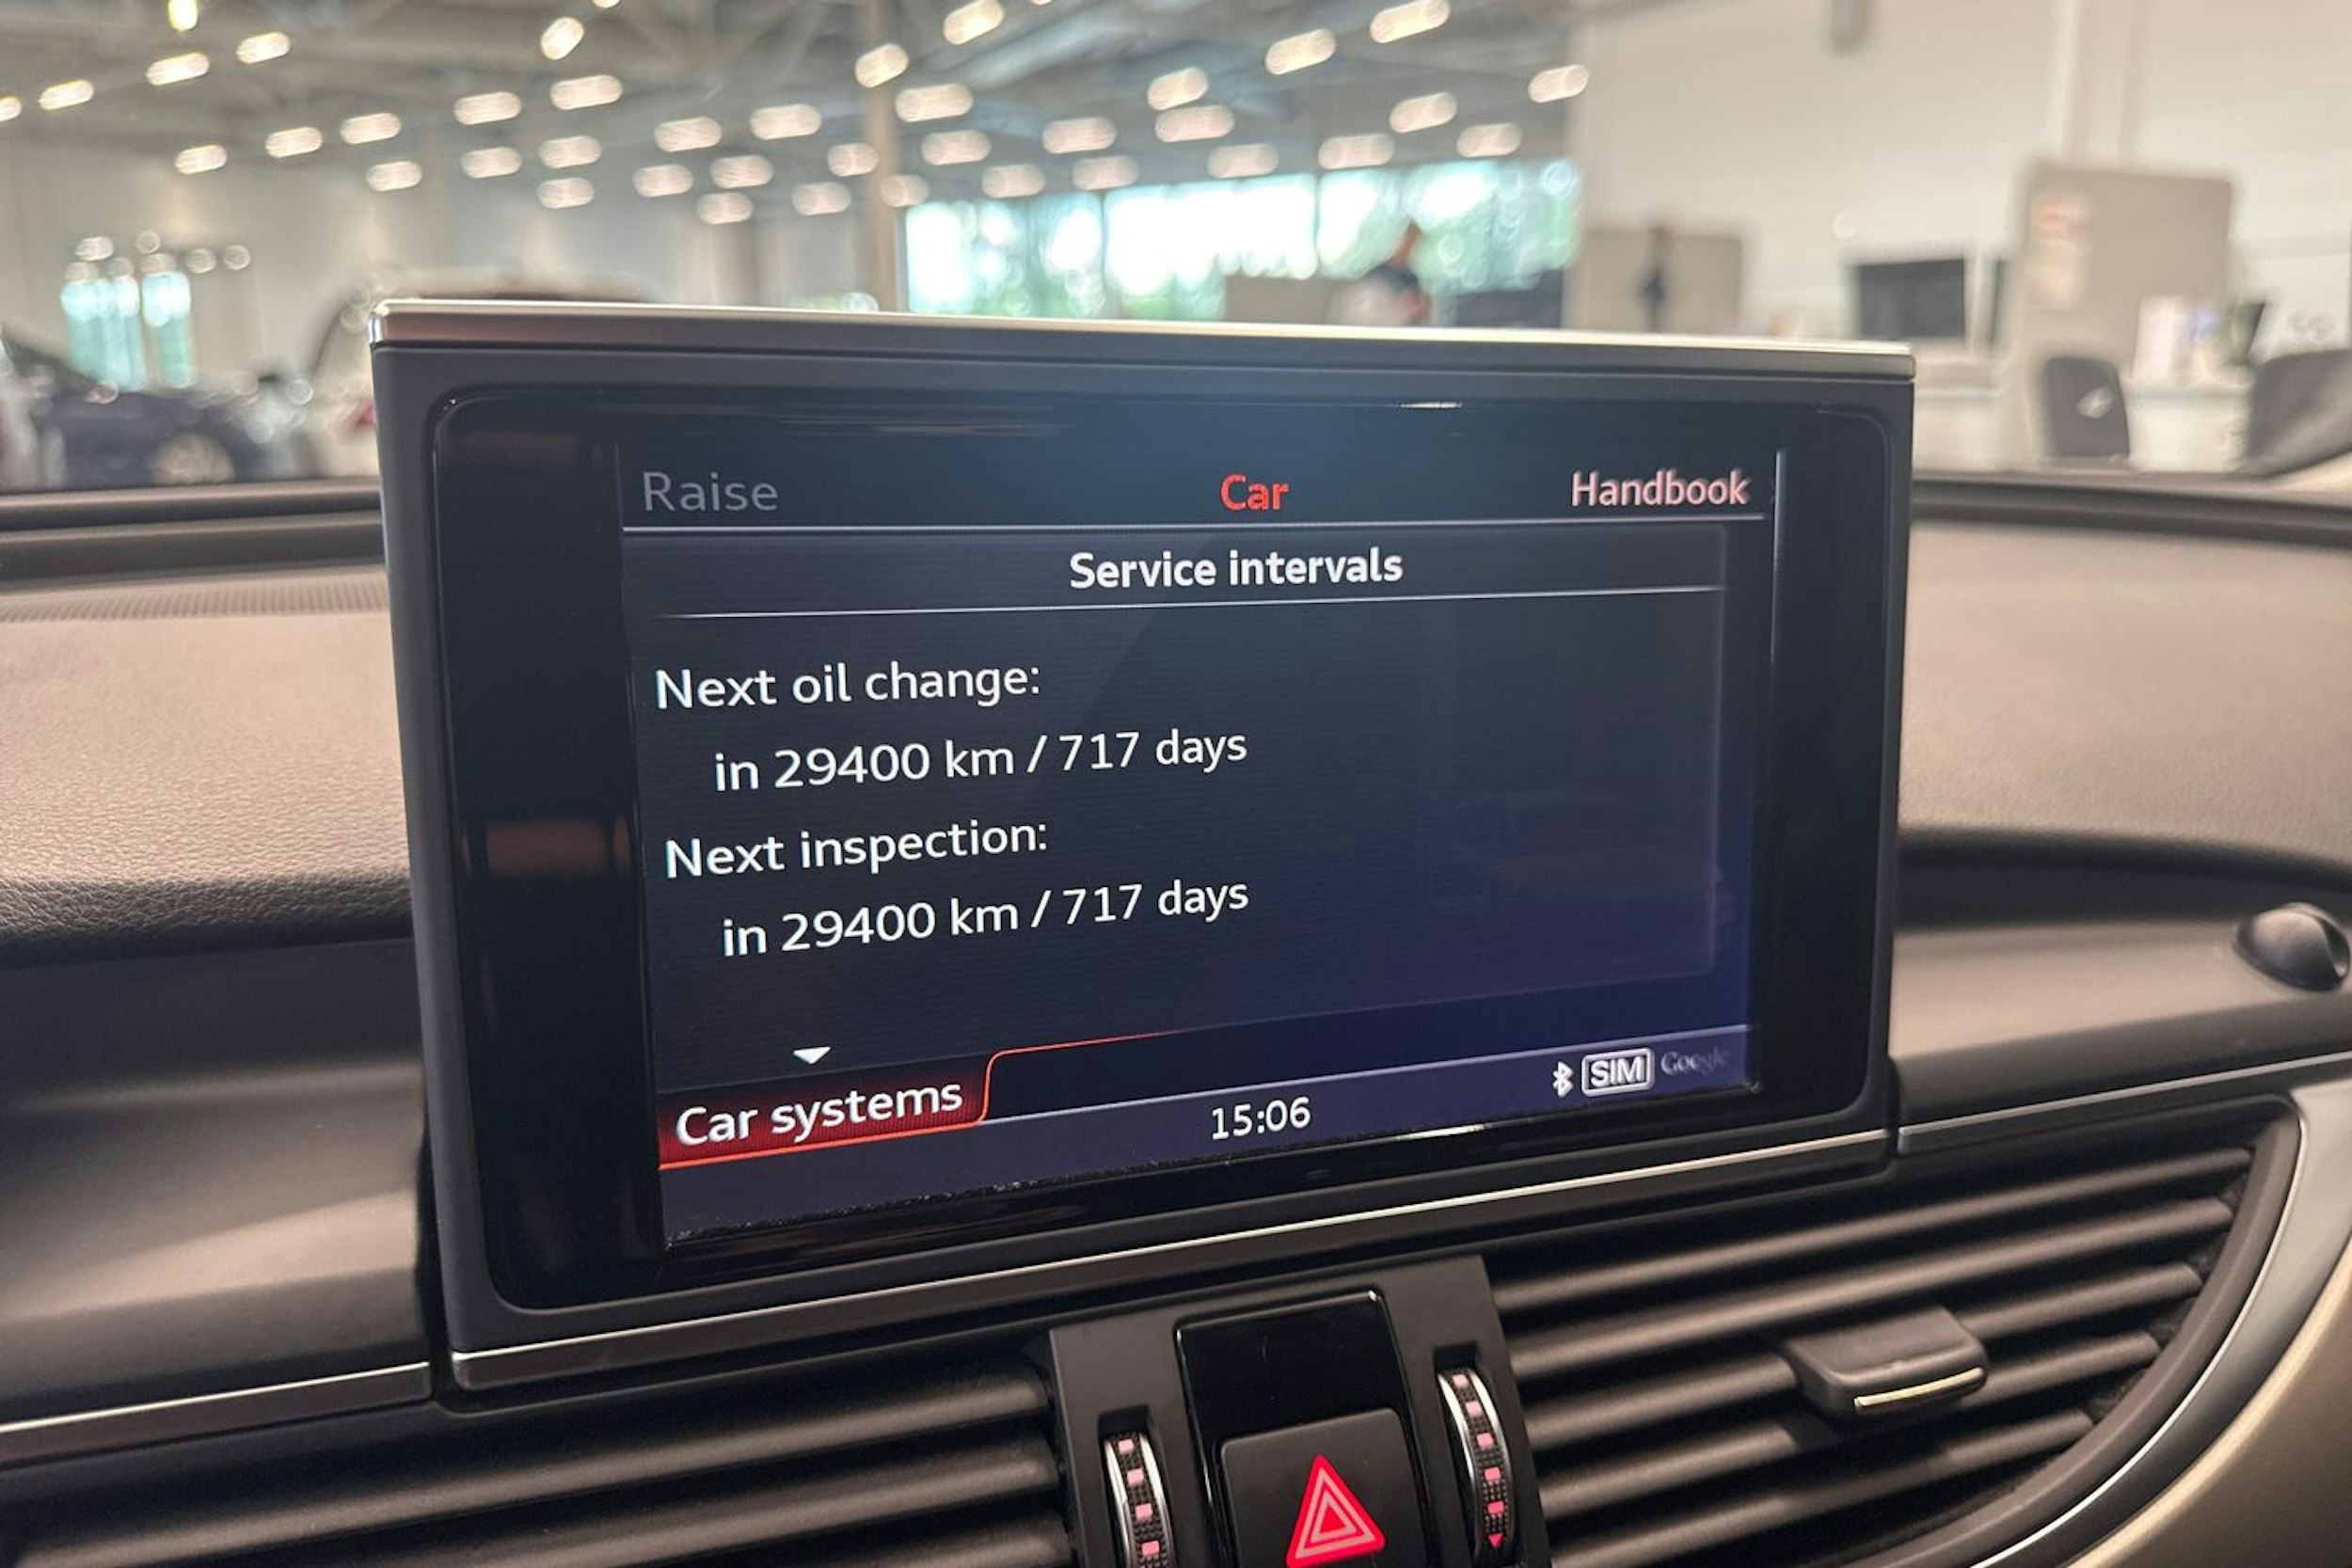 Raise Car Handbook
Service intervals
Next oil change:
in 29400 km / 717 days
Next inspection:
in 29400 km / 717 days
Car systems
15:06
SIM Google